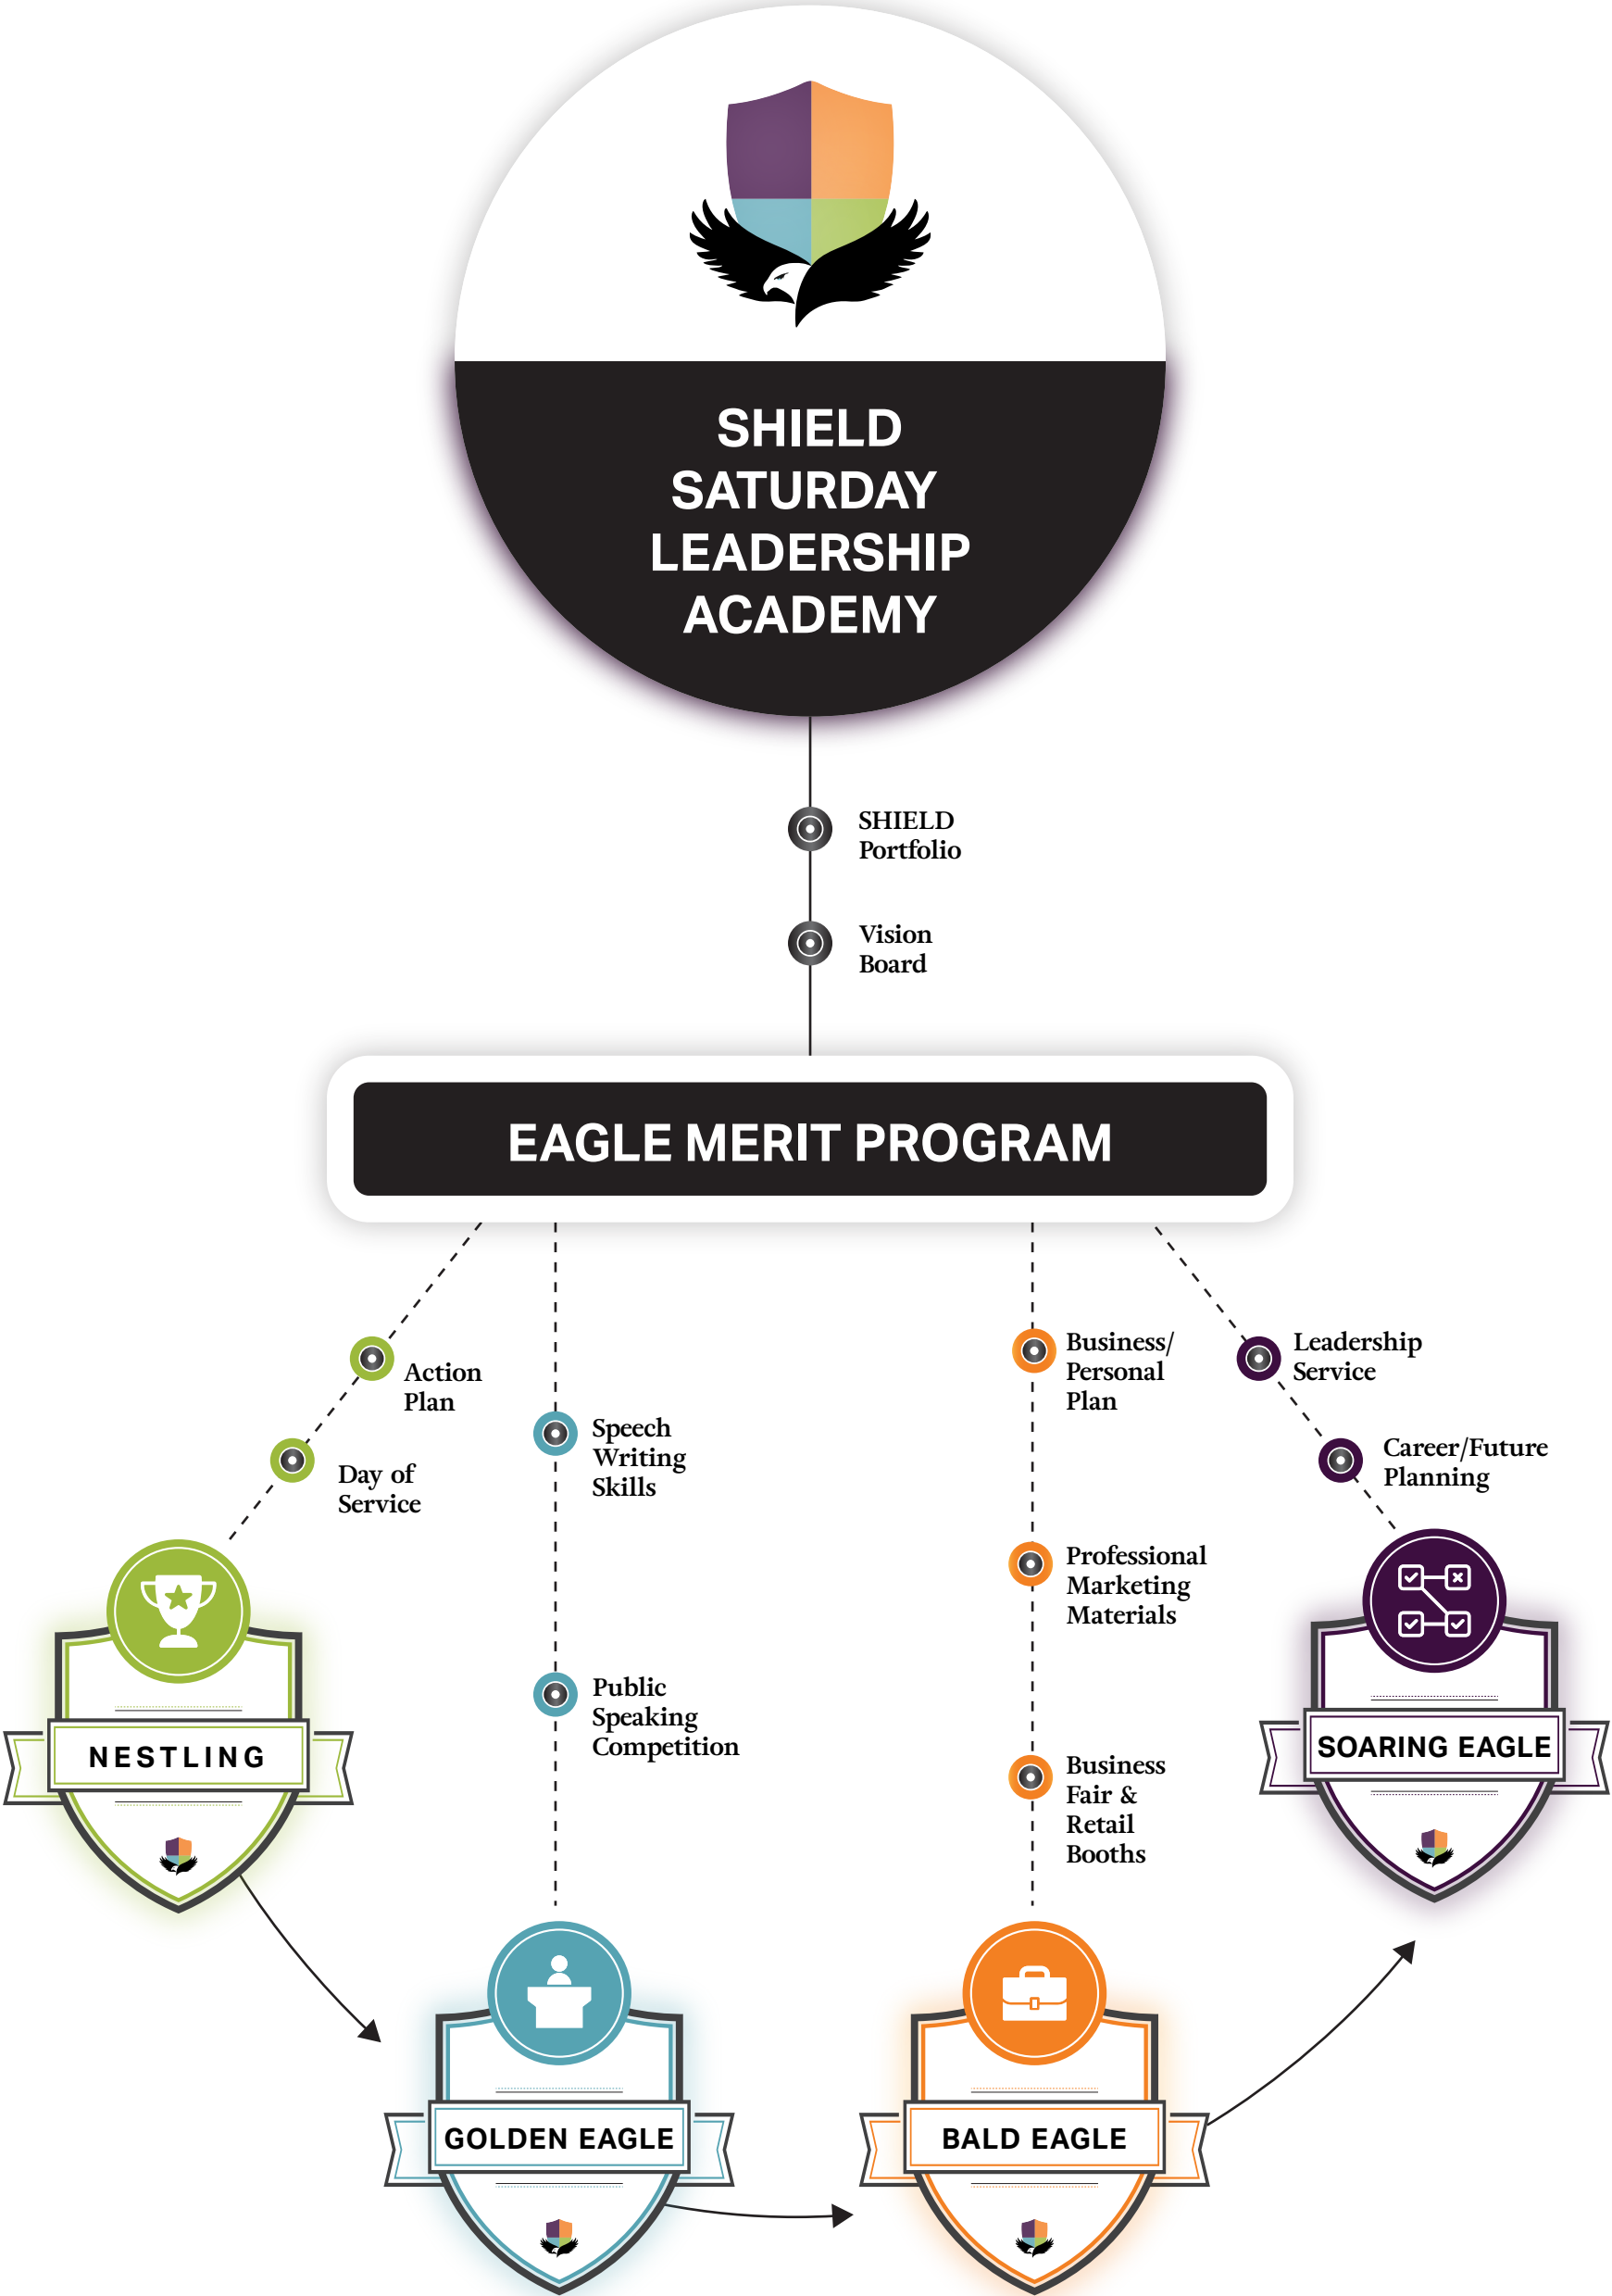 SHIELD
SATURDAY
LEADERSHIP
ACADEMY
SHIELD
Portfolio
Vision
Board
EAGLE MERIT PROGRAM
Action
Plan
Day of
Service
Speech
Writing
Skills
Public
Speaking
Competition
Business/
Personal
Plan
Professional
Marketing
Materials
Business
Fair &
Retail
Booths
Leadership
Service
Career/Future
Planning
NESTLING
GOLDEN EAGLE
BALD EAGLE
SOARING EAGLE